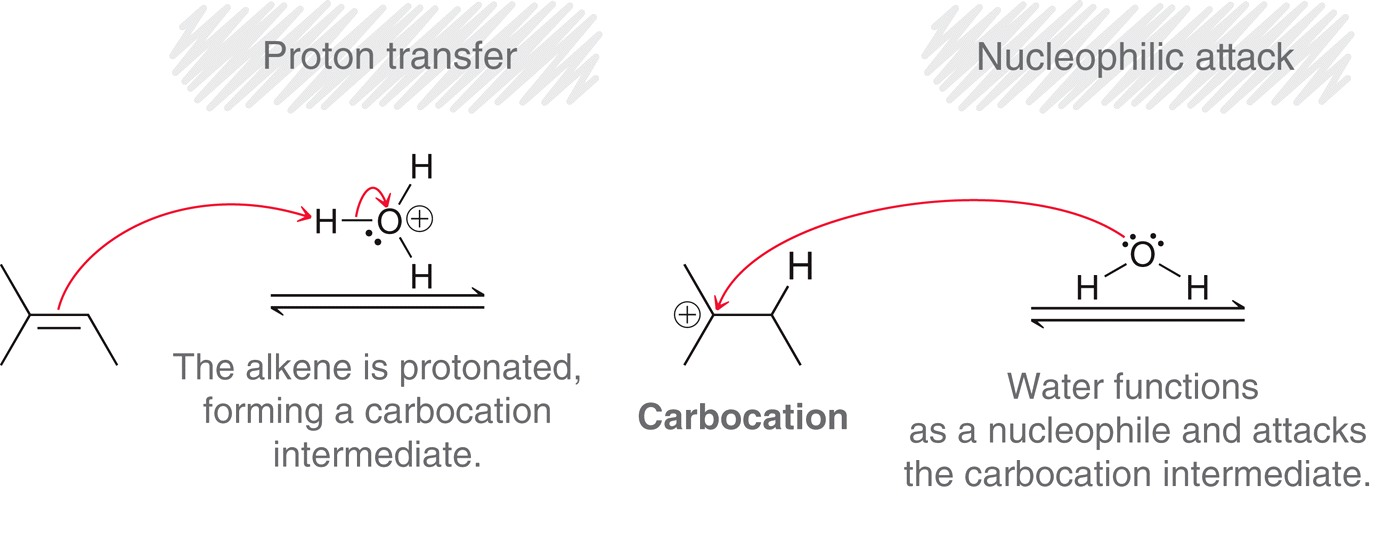 Proton transfer
Nucleophilic attack
H
H
O
⊕
H
H
⊕
O
H
H
The alkene is protonated,
forming a carbocation
intermediate.
Carbocation
Water functions
as a nucleophile and attacks
the carbocation intermediate.